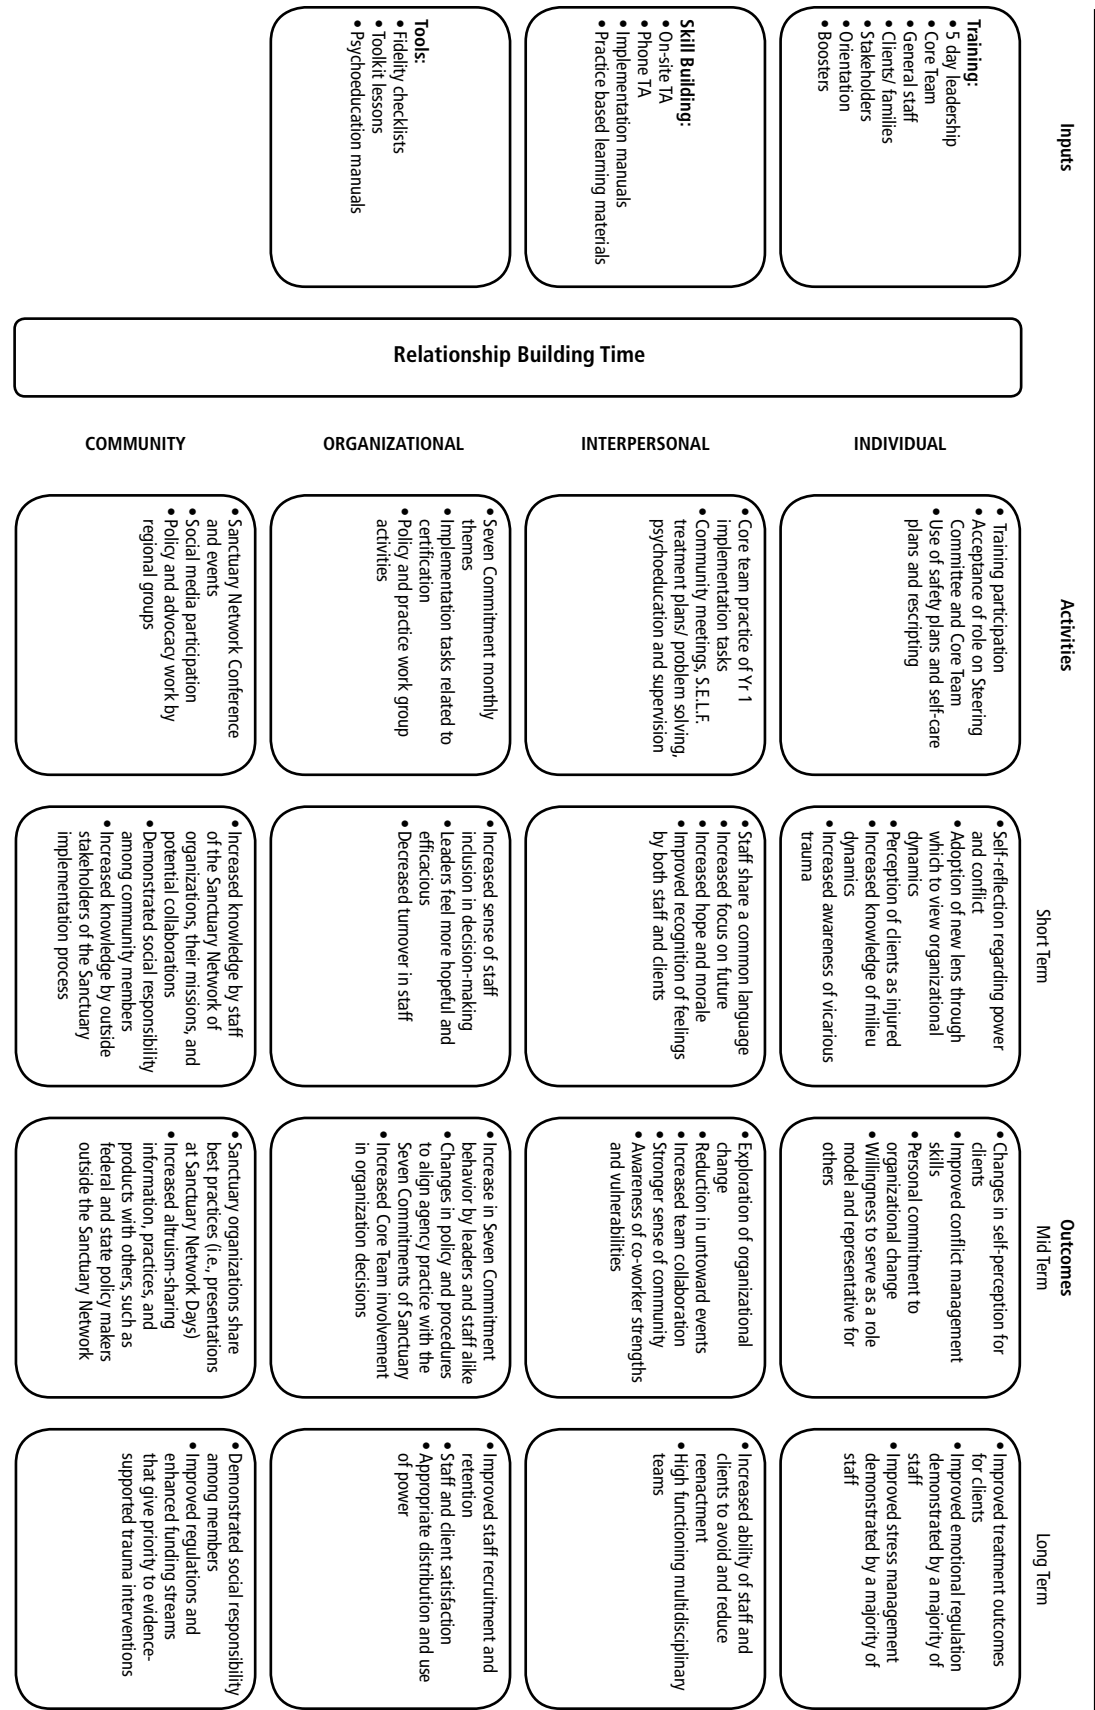 Inputs
Training:
• 5 day leadership
• Core Team
• General staff
• Clients/ families
• Stakeholders
• Orientation
• Boosters
Skill Building:
• On-site TA
• Phone TA
• Implementation manuals
• Practice based learning materials
Tools:
• Fidelity checklists
• Toolkit lessons
• Psychoeducation manuals
Relationship Building Time
Activities
Outcomes
Short Term
Mid Term
Long Term
INDIVIDUAL
• Training participation
• Acceptance of role on Steering
Committee and Core Team
• Use of safety plans and self-care
plans and rescripting
• Self-reflection regarding power
and conflict
• Adoption of new lens through
which to view organizational
dynamics
• Perception of clients as injured
• Increased knowledge of milieu
dynamics
• Increased awareness of vicarious
trauma
• Changes in self-perception for
clients
• Improved conflict management
skills
• Personal commitment to
organizational change
• Willingness to serve as a role
model and representative for
others
• Improved treatment outcomes
for clients
• Improved emotional regulation
demonstrated by a majority of
staff
• Improved stress management
demonstrated by a majority of
staff
INTERPERSONAL
• Core team practice of Yr 1
implementation tasks
• Community meetings, S.E.L.F.
treatment plans/ problem solving,
psychoeducation and supervision
• Staff share a common language
• Increased focus on future
• Increased hope and morale
• Improved recognition of feelings
by both staff and clients
• Exploration of organizational
change
• Reduction in untoward events
• Increased team collaboration
• Stronger sense of community
• Awareness of co-worker strengths
and vulnerabilities
• Increased ability of staff and
clients to avoid and reduce
reenactment
• High functioning multidisciplinary
teams
ORGANIZATIONAL
• Seven Commitment monthly
themes
• Implementation tasks related to
certification
• Policy and practice work group
activities
• Increased sense of staff
inclusion in decision-making
• Leaders feel more hopeful and
efficacious
• Decreased turnover in staff
• Increase in Seven Commitment
behavior by leaders and staff alike
• Changes in policy and procedures
to align agency practice with the
Seven Commitments of Sanctuary
• Increased Core Team involvement
in organization decisions
• Improved staff recruitment and
retention
• Staff and client satisfaction
• Appropriate distribution and use
of power
COMMUNITY
• Sanctuary Network Conference
and events
• Social media participation
• Policy and advocacy work by
regional groups
• Increased knowledge by staff
of the Sanctuary Network of
organizations, their missions, and
potential collaborations
• Demonstrated social responsibility
among community members
• Increased knowledge by outside
stakeholders of the Sanctuary
implementation process
• Sanctuary organizations share
best practices (i.e., presentations
at Sanctuary Network Days)
• Increased altruism-sharing
information, practices, and
products with others, such as
federal and state policy makers
outside the Sanctuary Network
• Demonstrated social responsibility
among members
• Improved regulations and
enhanced funding streams
that give priority to evidence-
supported trauma interventions